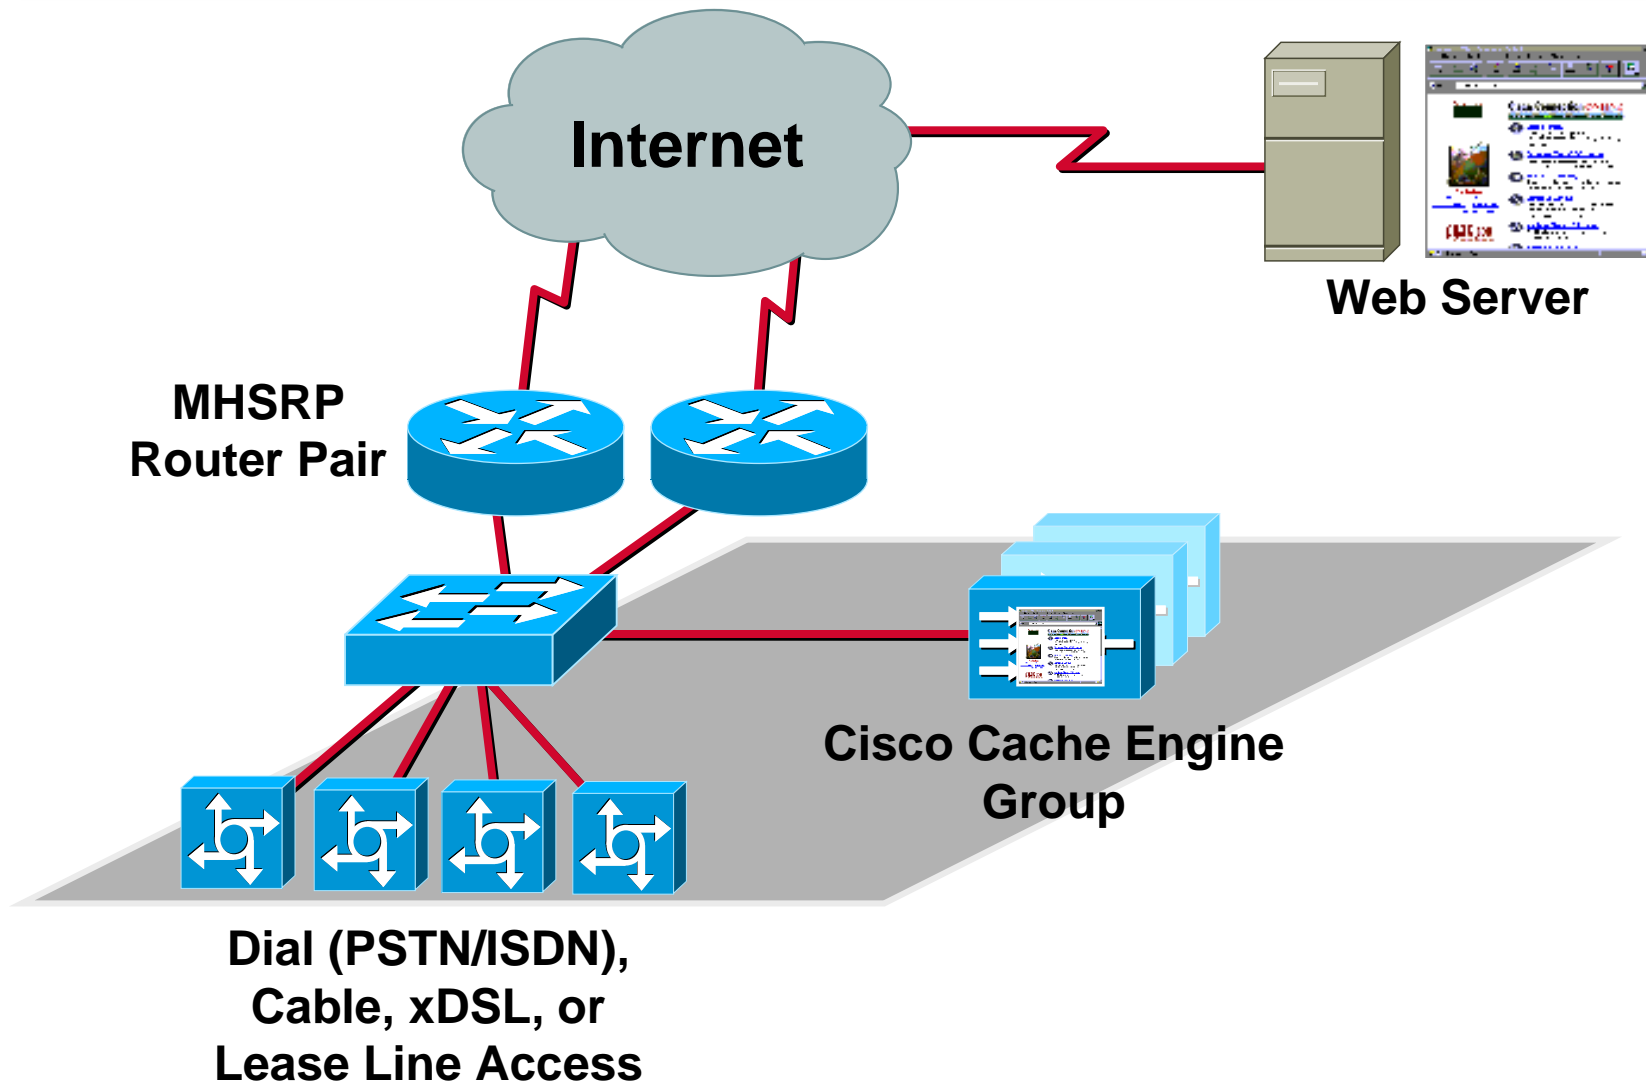 Internet
Web Server
MHSRP
Router Pair
Cisco Cache Engine
Group
Dial (PSTN/ISDN),
Cable, xDSL, or
Lease Line Access